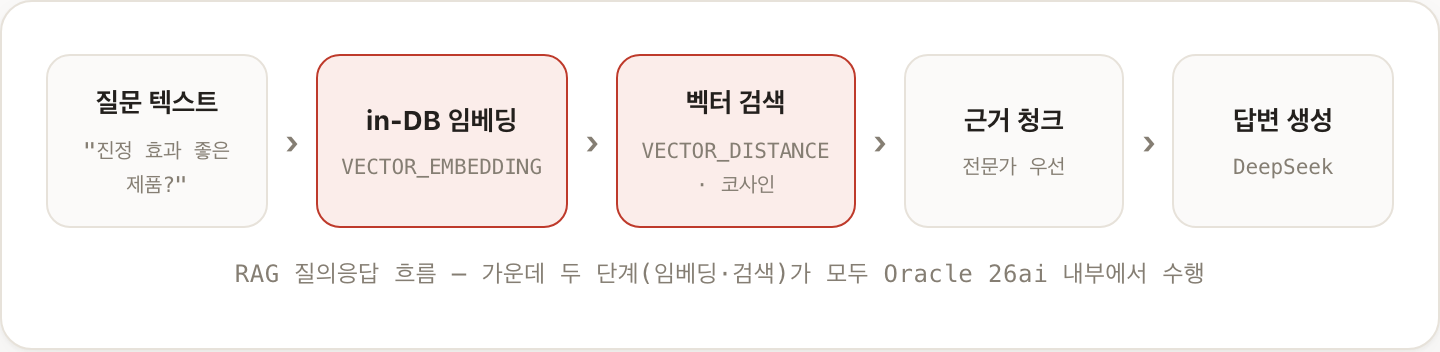 질문 텍스트
"진정 효과 좋은
제품?"
›
in-DB 임베딩
VECTOR_EMBEDDING
›
벡터 검색
VECTOR_DISTANCE
· 코사인
›
근거 청크
전문가 우선
›
답변 생성
DeepSeek
RAG 질의응답 흐름 — 가운데 두 단계(임베딩·검색)가 모두 Oracle 26ai 내부에서 수행